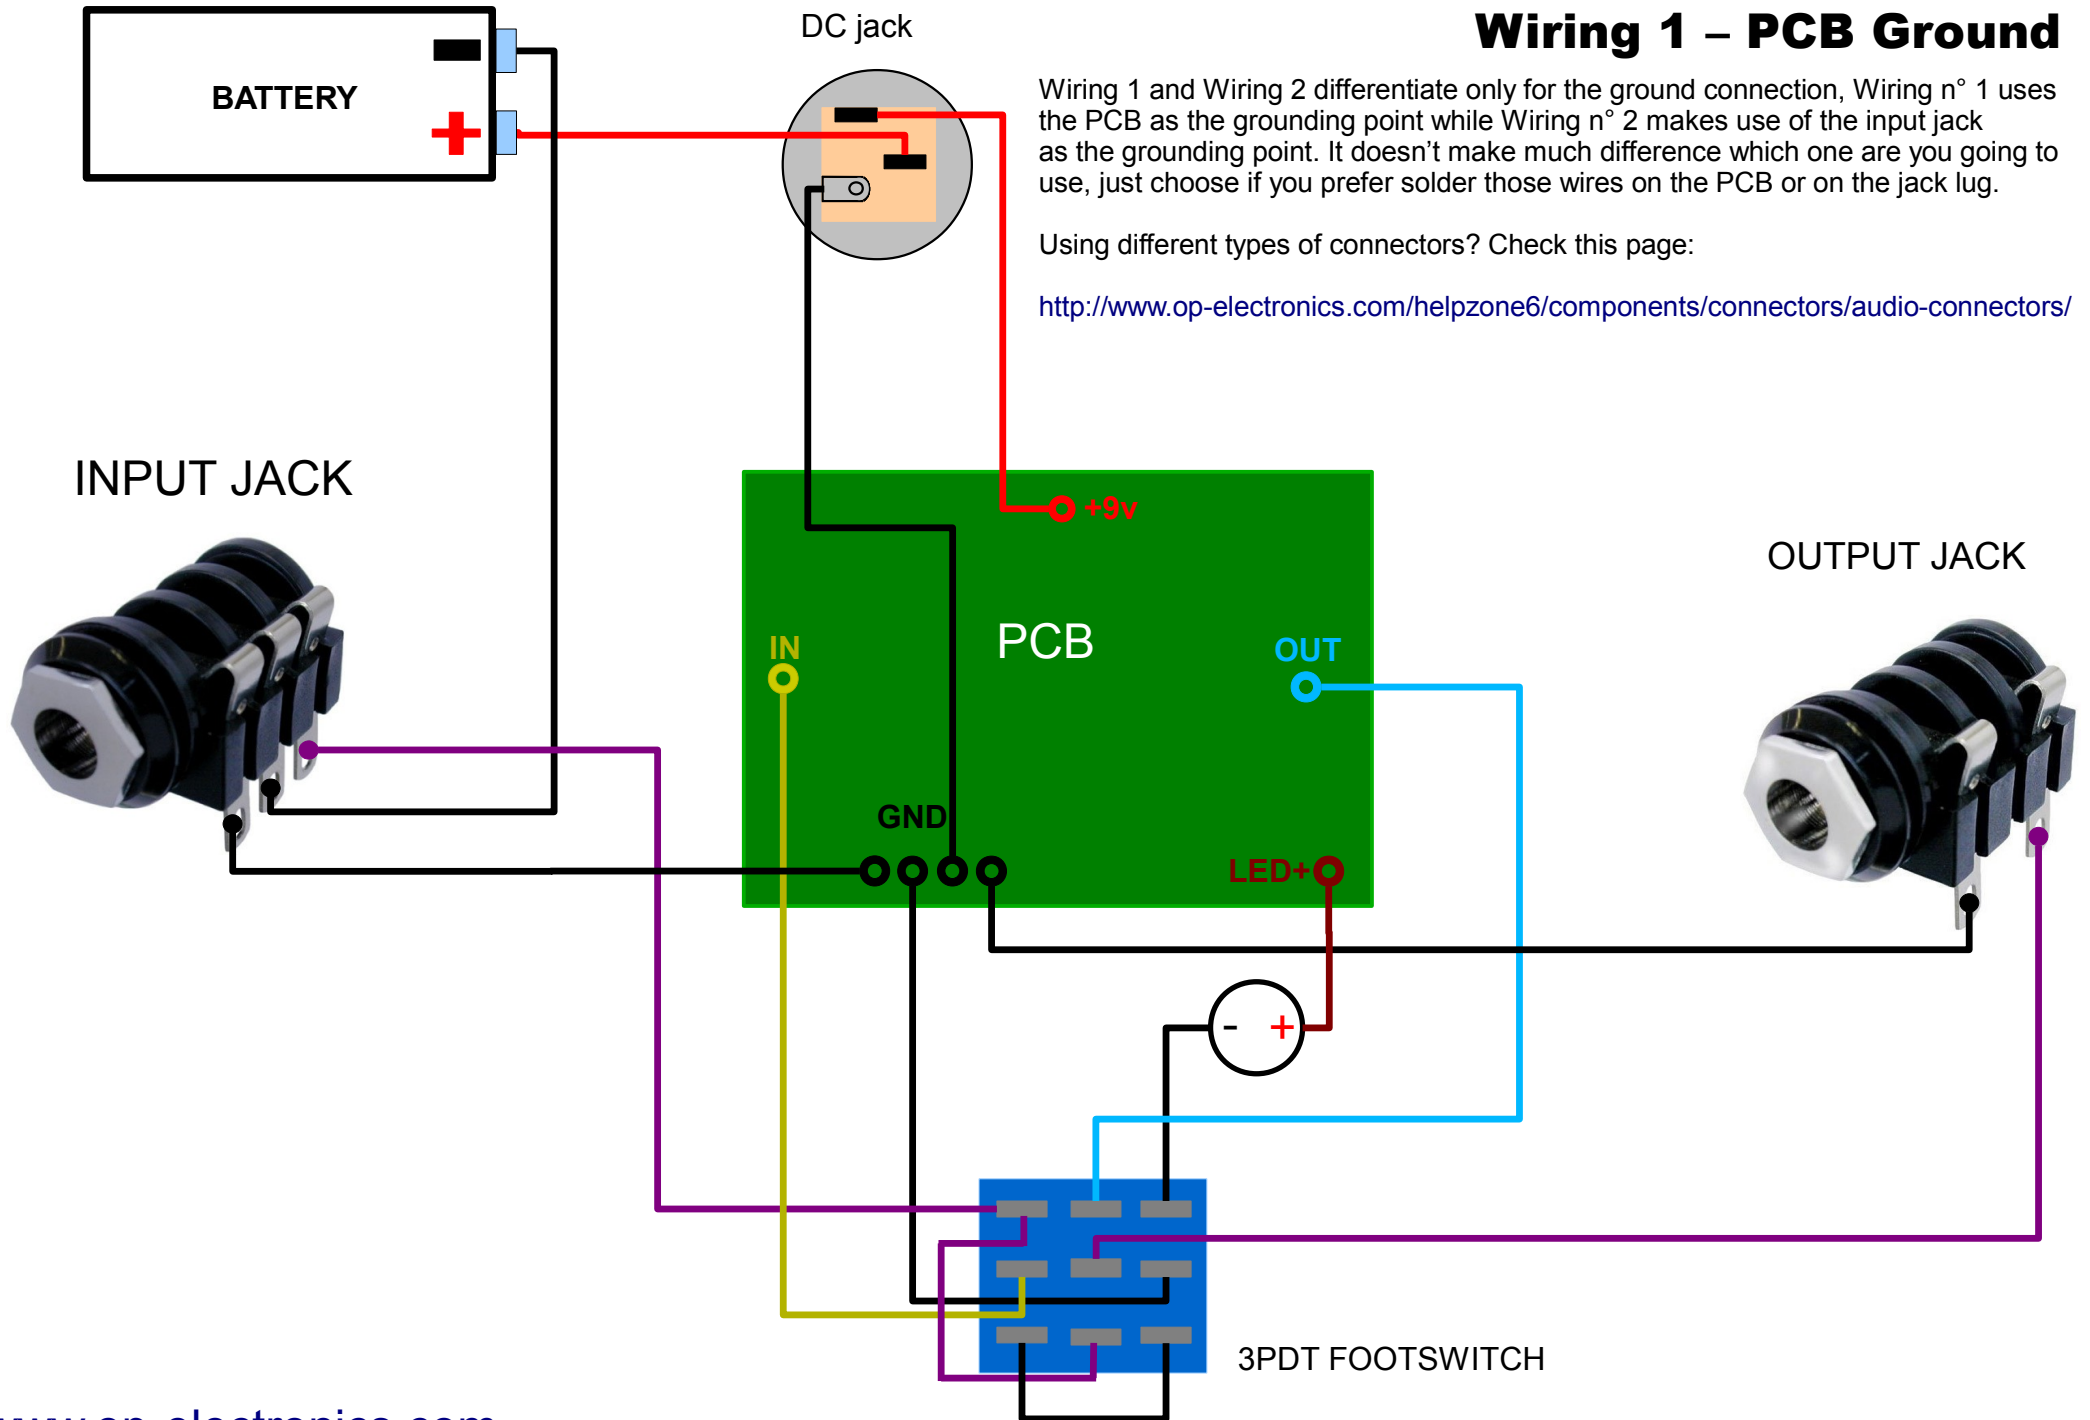 DC jack
Wiring 1 – PCB Ground
BATTERY
Wiring 1 and Wiring 2 differentiate only for the ground connection, Wiring n° 1 uses
the PCB as the grounding point while Wiring n° 2 makes use of the input jack
as the grounding point. It doesn't make much difference which one are you going to
use, just choose if you prefer solder those wires on the PCB or on the jack lug.
Using different types of connectors? Check this page:
http://www.op-electronics.com/helpzone6/components/connectors/audio-connectors/
INPUT JACK
+9v
OUTPUT JACK
IN
PCB
OUT
GND
LED+
- +
3PDT FOOTSWITCH
www.op-electronics.com